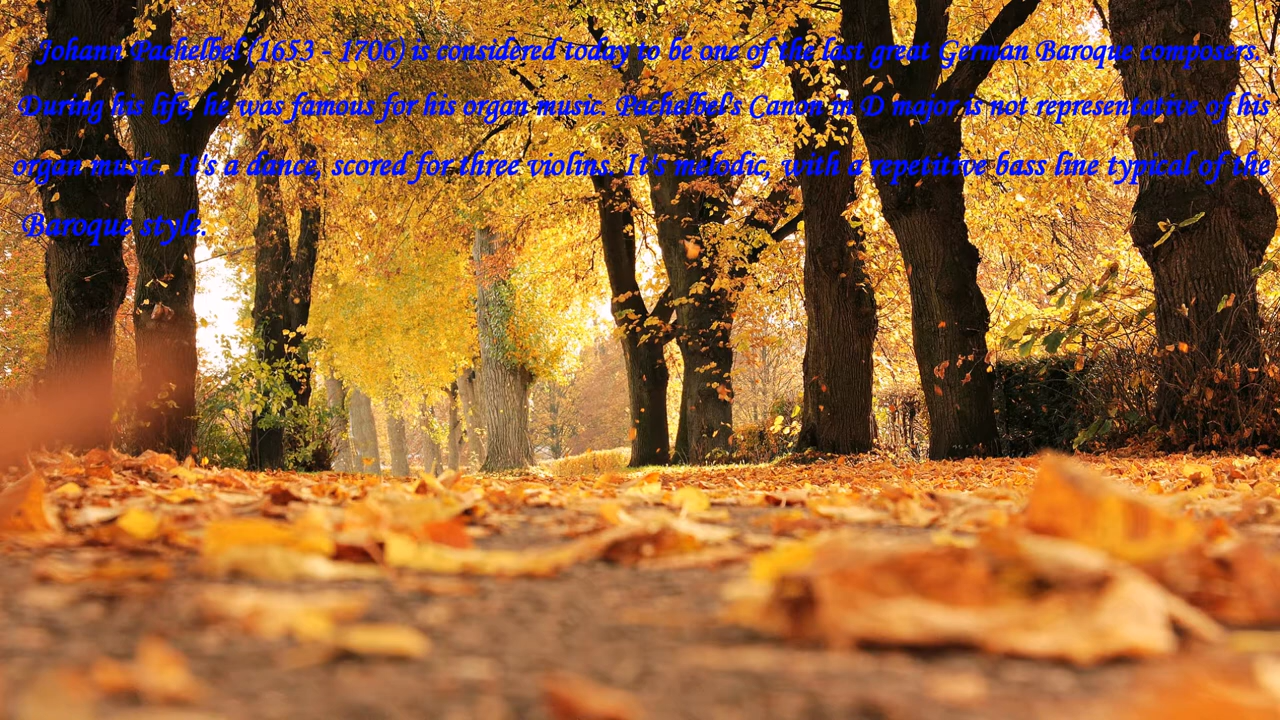 Johann Pachelbel (1653 - 1706) is considered today to be one of the last great German Baroque composers.
During his life, he was famous for his organ music. Pachelbel's Canon in D major is not representative of his
organ music. It's a dance, scored for three violins. It's melodic, with a repetitive bass line typical of the
Baroque style.